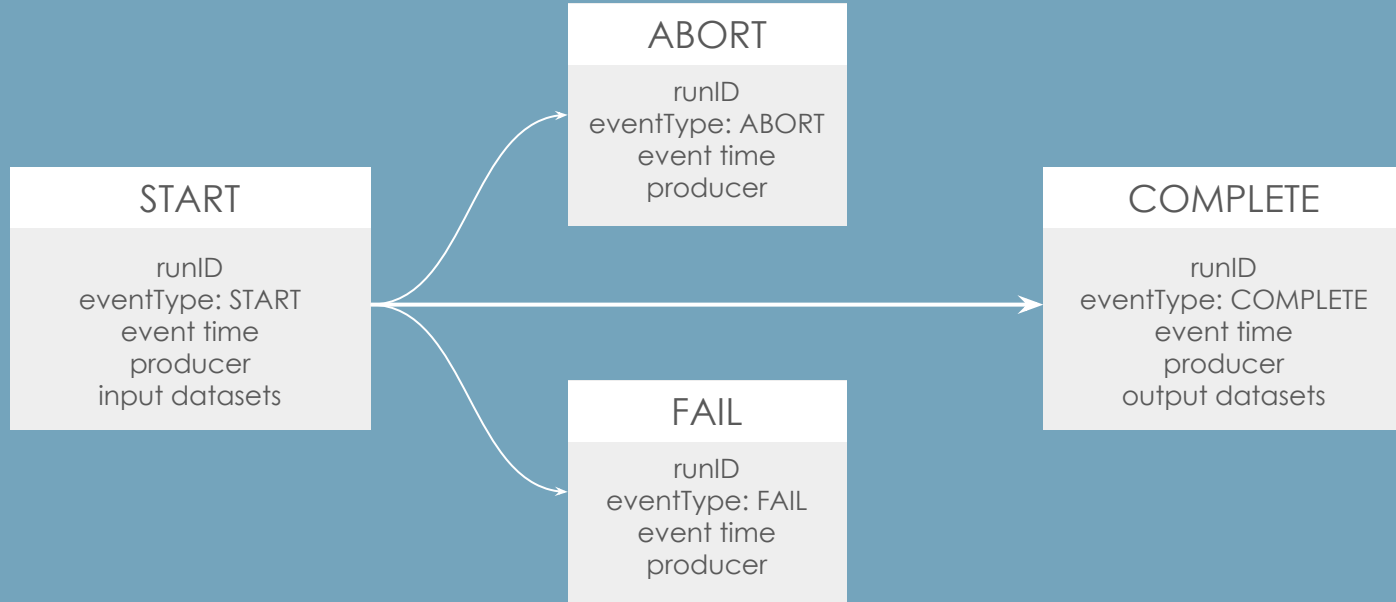 START
runID
eventType: START
event time
producer
input datasets
ABORT
runID
eventType: ABORT
event time
producer
FAIL
runID
eventType: FAIL
event time
producer
COMPLETE
runID
eventType: COMPLETE
event time
producer
output datasets